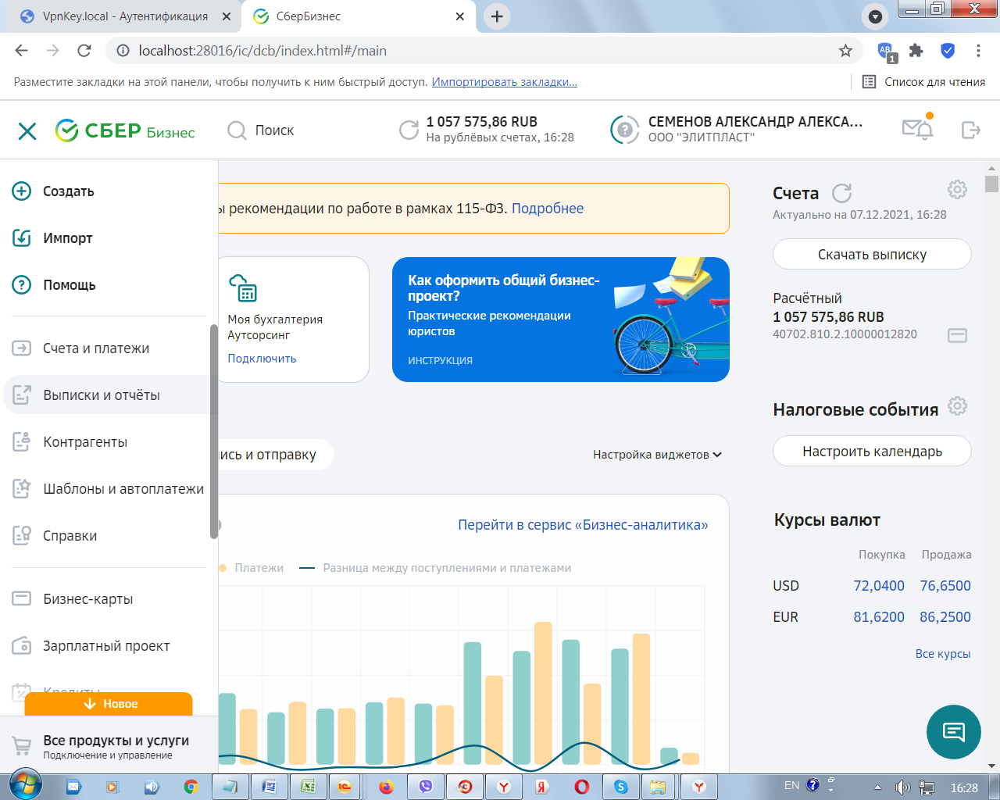 VpnKey.local - Аутентификация
СберБизнес
localhost:28016/ic/dcb/index.html#/main
АБ
1
Разместите закладки на этой панели, чтобы получить к ним быстрый доступ. Импортировать закладки...
Список для чтения
СБЕР Бизнес
Поиск
1 057 575,86 RUB
На рублёвых счетах, 16:28
СЕМЕНОВ АЛЕКСАНДР АЛЕКСА...
ООО "ЭЛИТПЛАСТ"
Создать
Импорт
Помощь
Счета и платежи
Выписки и отчёты
Контрагенты
Шаблоны и автоплатежи
Справки
Бизнес-карты
Зарплатный проект
Кредиты
Новое
Все продукты и услуги
Подключение и управление
ы рекомендации по работе в рамках 115-ФЗ. Подробнее
Моя бухгалтерия
Аутсорсинг
Подключить
Как оформить общий бизнес-
проект?
Практические рекомендации
юристов
ИНСТРУКЦИЯ
ись и отправку
Настройка виджетов
Перейти в сервис «Бизнес-аналитика»
Платежи
Разница между поступлениями и платежами
Счета
Актуально на 07.12.2021, 16:28
Скачать выписку
Расчётный
1 057 575,86 RUB
40702.810.2.10000012820
Налоговые события
Настроить календарь
Курсы валют
Покупка Продажа
USD 72,0400 76,6500
EUR 81,6200 86,2500
Все курсы
EN
16:28